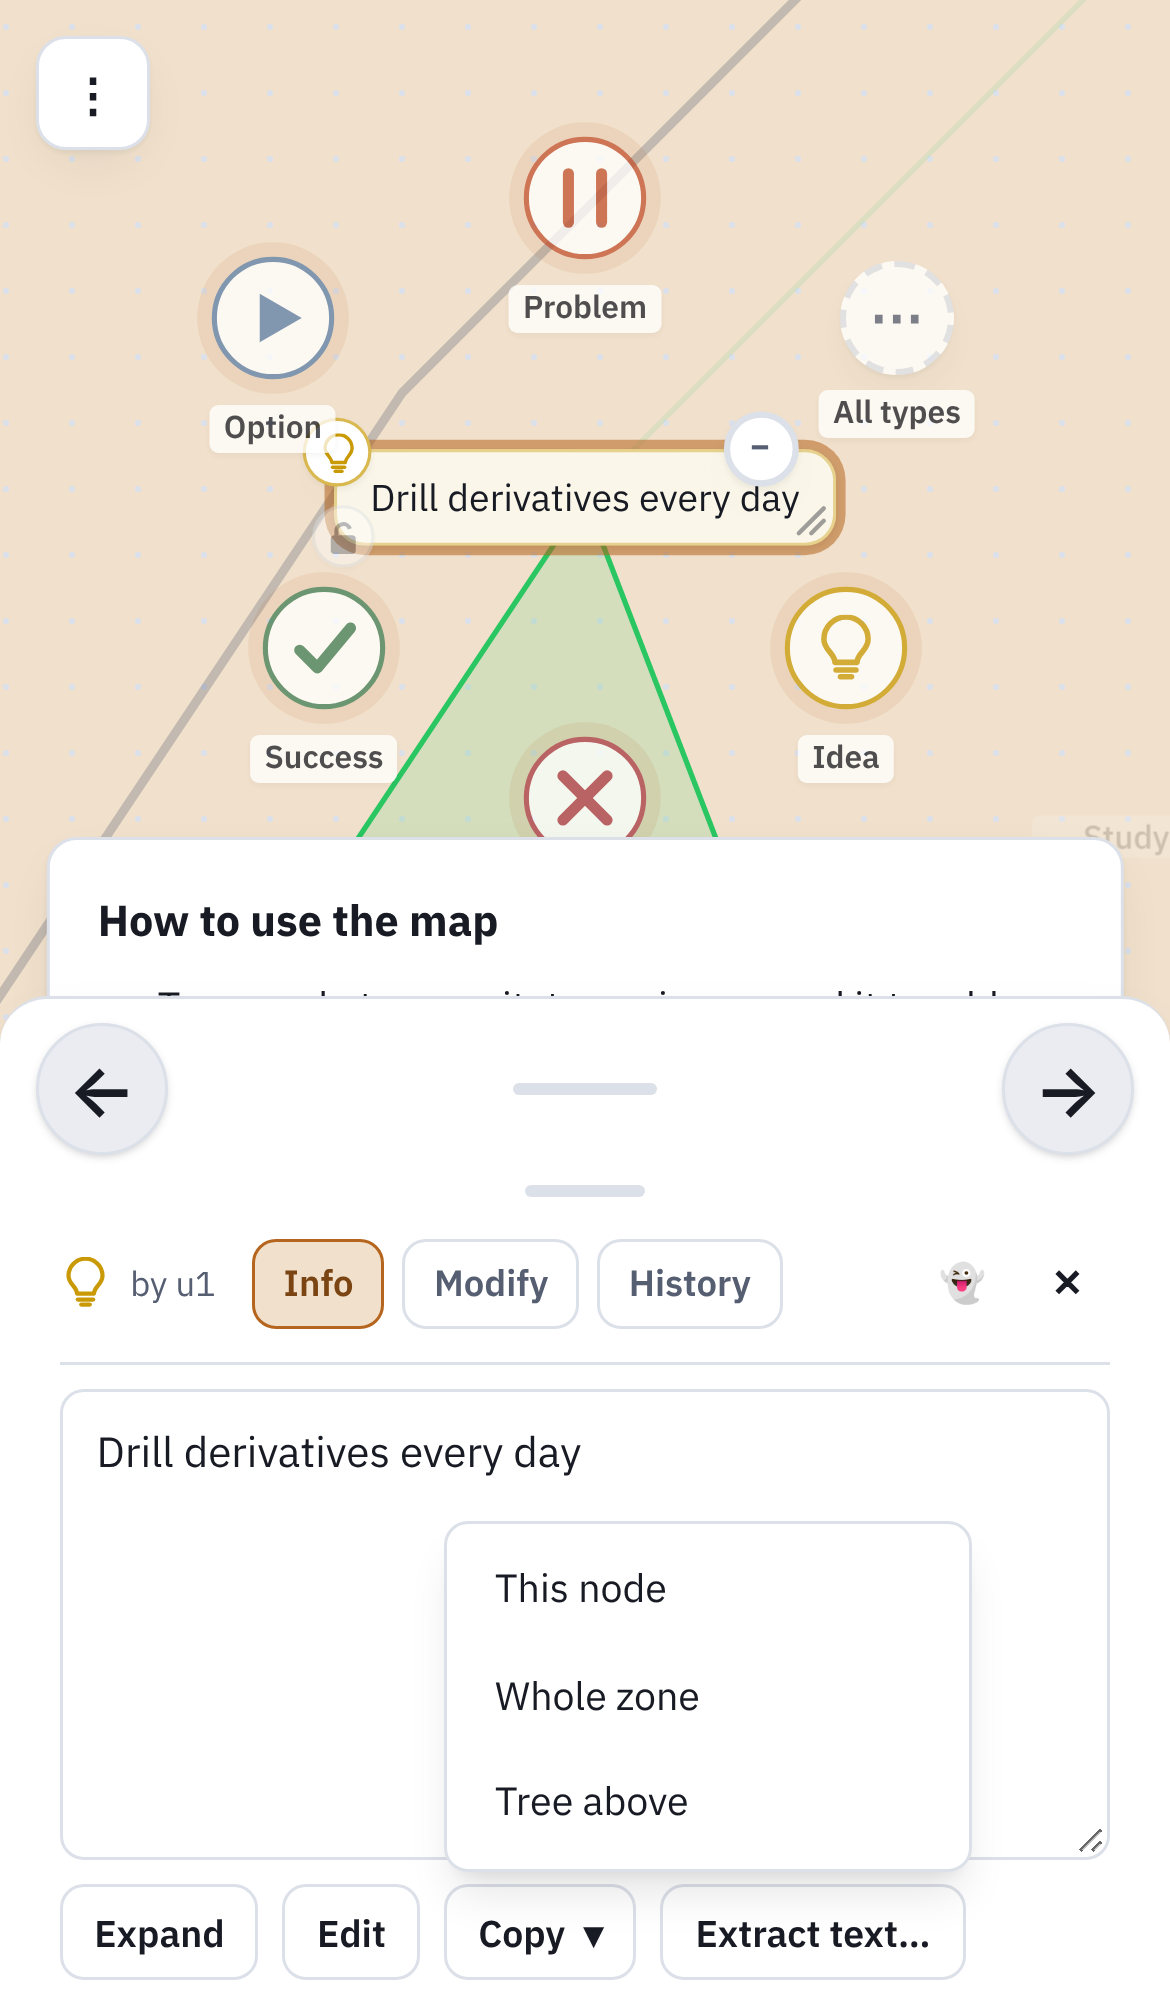 Problem
All types
Option
Drill derivatives every day
Success
Idea
Study
How to use the map
by u1
Info
Modify
History
Drill derivatives every day
This node
Whole zone
Tree above
Expand
Edit
Copy ▼
Extract text...